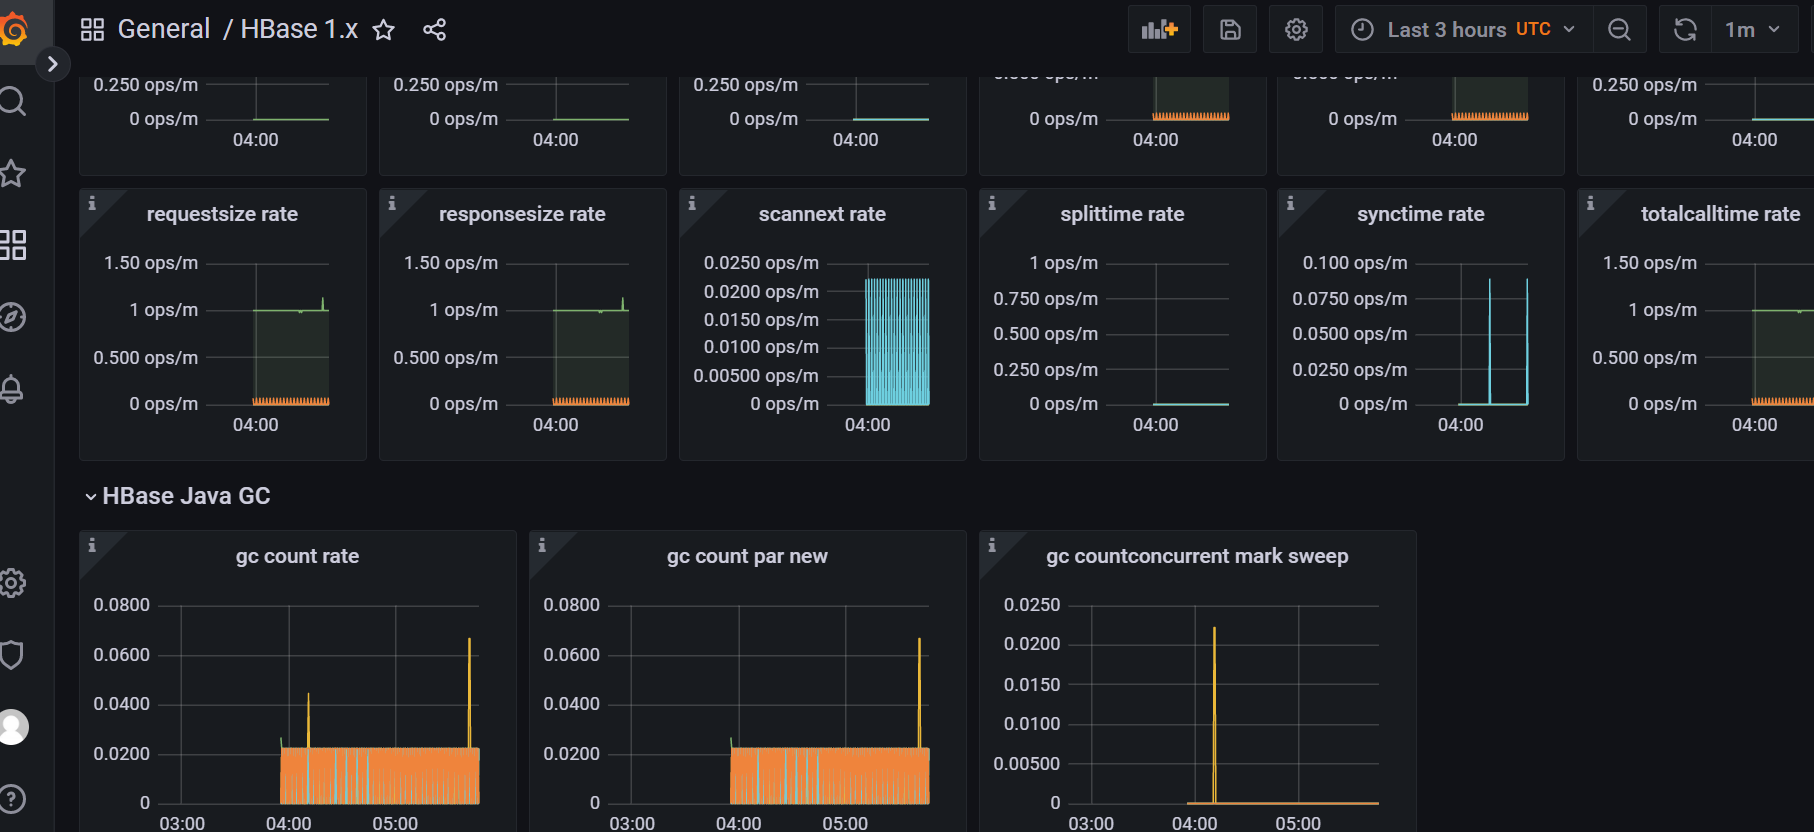 General / HBase 1.x
Last 3 hours UTC
1m
0.250 ops/m
0 ops/m
04:00
0.250 ops/m
0 ops/m
04:00
0.250 ops/m
0 ops/m
04:00
0 ops/m
04:00
0 ops/m
04:00
0.250 ops/m
0 ops/m
04:00
requestsize rate
1.50 ops/m
1 ops/m
0.500 ops/m
0 ops/m
04:00
responsesize rate
1.50 ops/m
1 ops/m
0.500 ops/m
0 ops/m
04:00
scannext rate
0.0250 ops/m
0.0200 ops/m
0.0150 ops/m
0.0100 ops/m
0.00500 ops/m
0 ops/m
04:00
splittime rate
1 ops/m
0.750 ops/m
0.500 ops/m
0.250 ops/m
0 ops/m
04:00
synctime rate
0.100 ops/m
0.0750 ops/m
0.0500 ops/m
0.0250 ops/m
0 ops/m
04:00
totalcalltime rate
1.50 ops/m
1 ops/m
0.500 ops/m
0 ops/m
04:00
HBase Java GC
gc count rate
0.0800
0.0600
0.0400
0.0200
0
03:00 04:00 05:00
gc count par new
0.0800
0.0600
0.0400
0.0200
0
03:00 04:00 05:00
gc countconcurrent mark sweep
0.0250
0.0200
0.0150
0.0100
0.00500
0
03:00 04:00 05:00